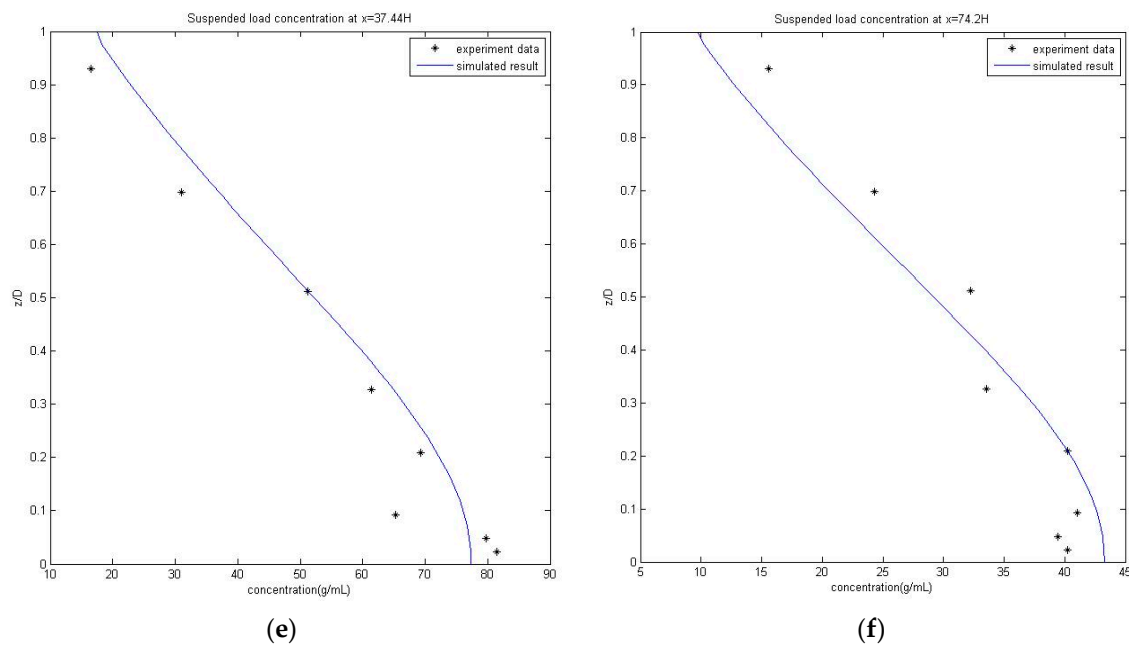 Suspended load concentration at x=37.44H
1
0.9
0.8
0.7
0.6
0.5
0.4
0.3
0.2
0.1
0
z/D
10 20 30 40 50 60 70 80 90
concentration(g/mL)
experiment data
simulated result
(e)
Suspended load concentration at x=74.2H
1
0.9
0.8
0.7
0.6
0.5
0.4
0.3
0.2
0.1
0
z/D
5 10 15 20 25 30 35 40 45
concentration(g/mL)
experiment data
simulated result
(f)